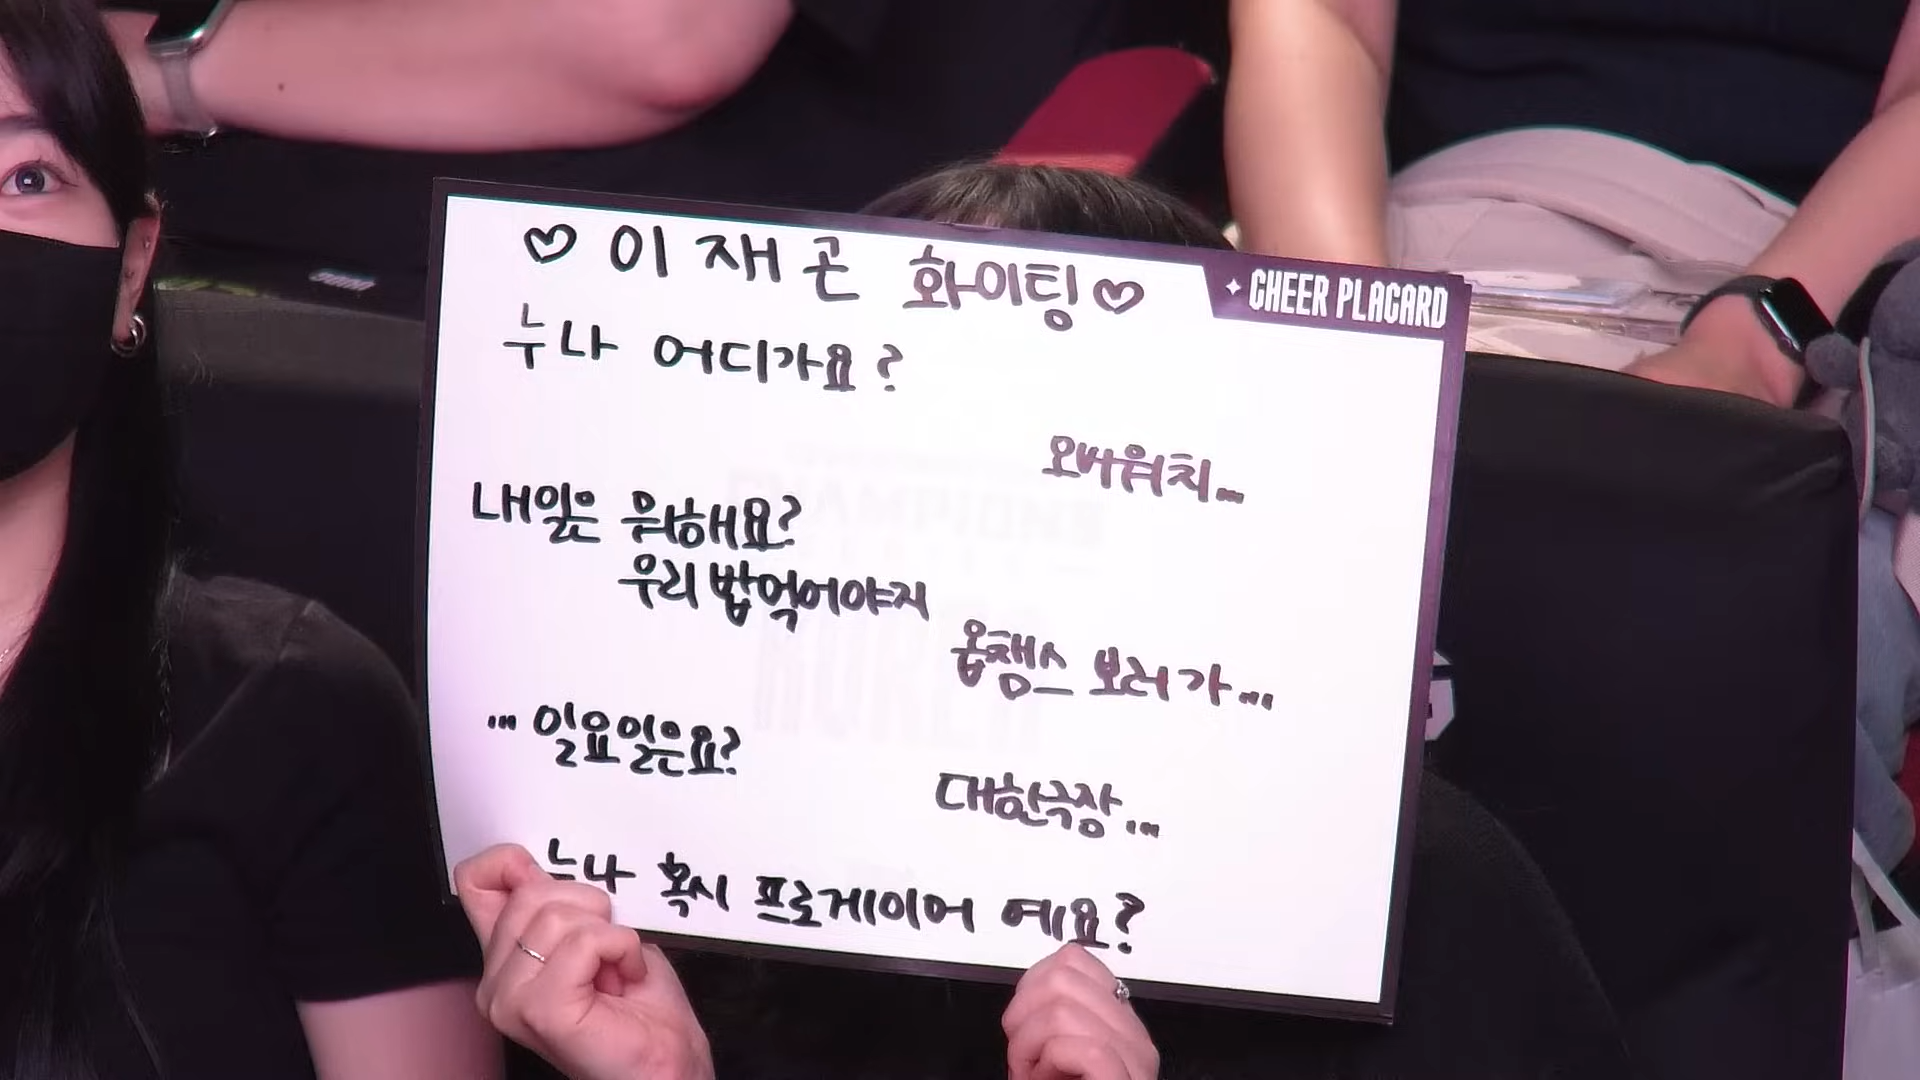 ♡ 이재곤 화이팅 ♡
CHEER PLACARD
누나 어디가요?
오버워치...
내일은 뭐해요?
우리 밥먹어야지
옵챔스 보러 가...
... 일요일은요?
대한극장...
누나 혹시 프로게이머 예요?